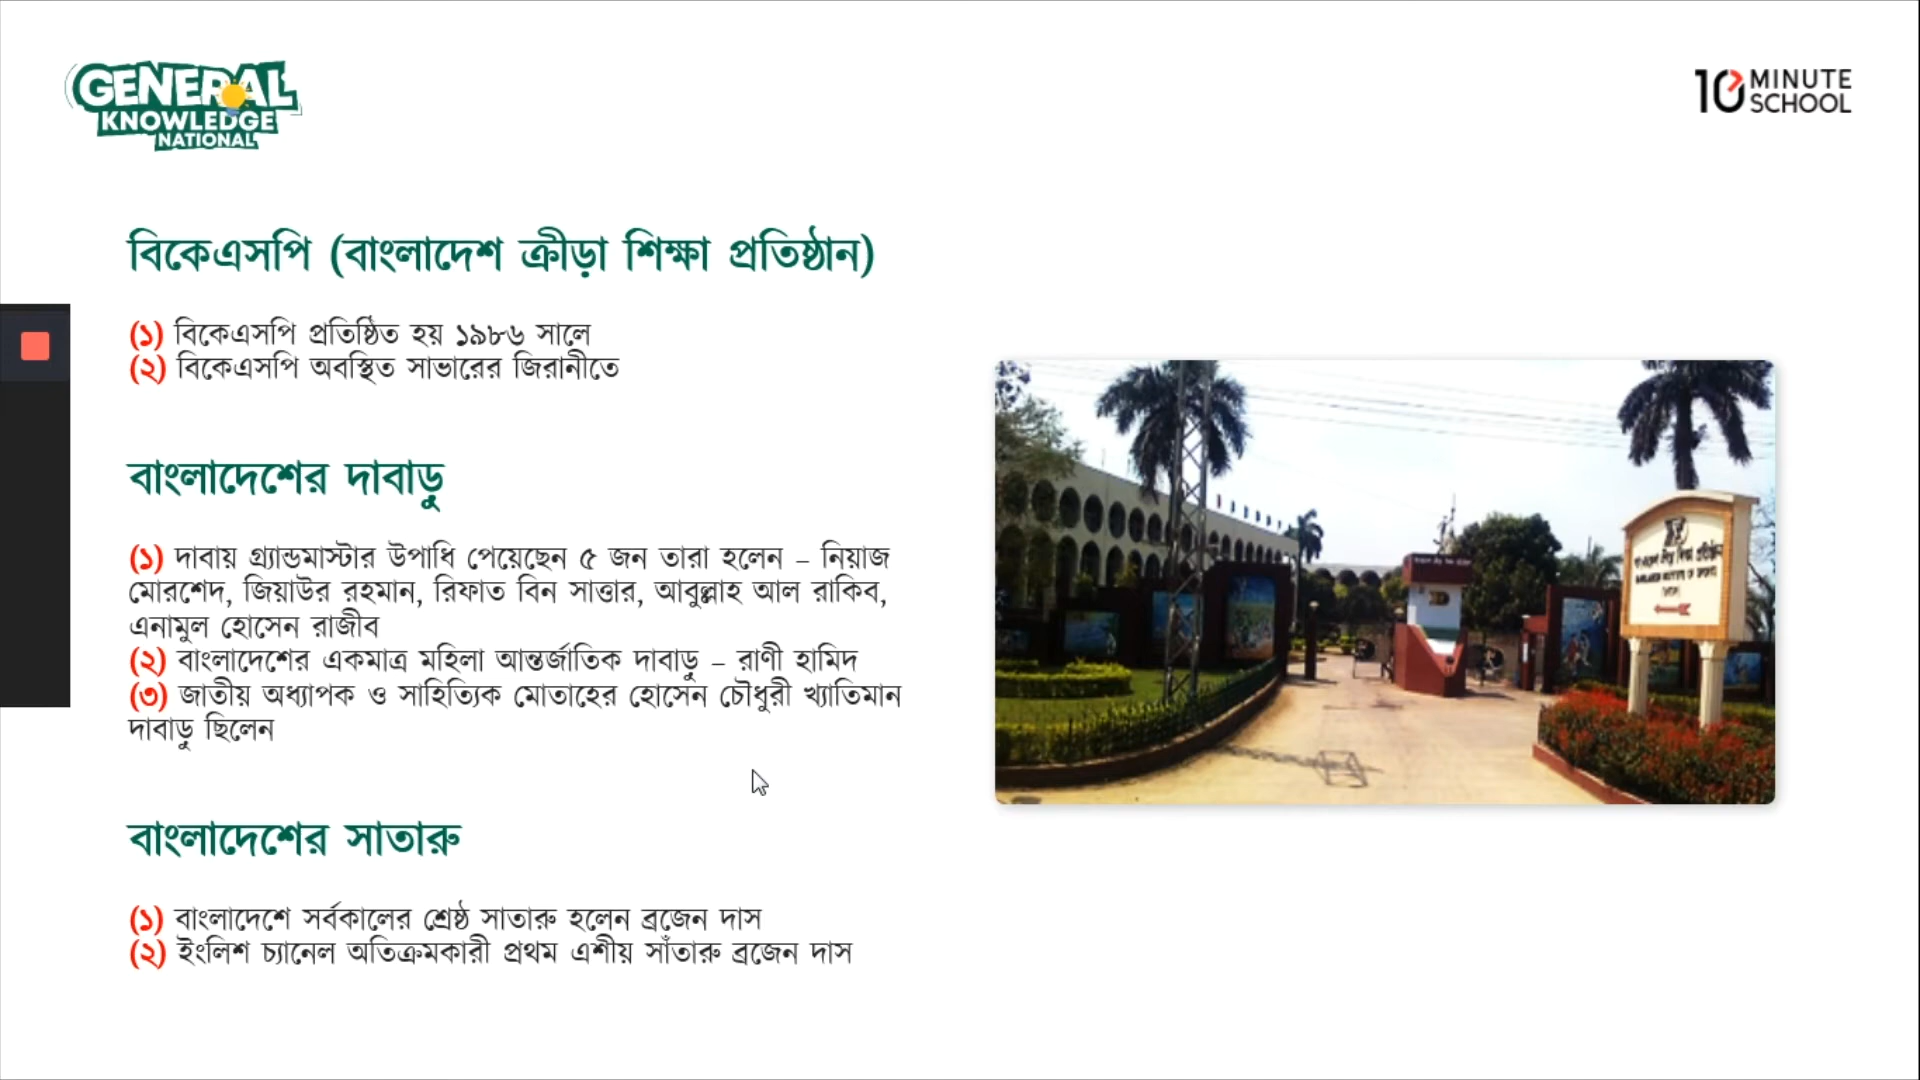 GENERAL
KNOWLEDGE
NATIONAL
10 MINUTE
SCHOOL
বিকেএসপি (বাংলাদেশ ক্রীড়া শিক্ষা প্রতিষ্ঠান)
(১) বিকেএসপি প্রতিষ্ঠিত হয় ১৯৮৬ সালে
(২) বিকেএসপি অবস্থিত সাভারের জিরানীতে
বাংলাদেশের দাবাড়ু
(১) দাবায় গ্র্যান্ডমাস্টার উপাধি পেয়েছেন ৫ জন তারা হলেন – নিয়াজ
মোরশেদ, জিয়াউর রহমান, রিফাত বিন সাত্তার, আবুল্লাহ আল রাকিব,
এনামুল হোসেন রাজীব
(২) বাংলাদেশের একমাত্র মহিলা আন্তর্জাতিক দাবাড়ু – রাণী হামিদ
(৩) জাতীয় অধ্যাপক ও সাহিত্যিক মোতাহের হোসেন চৌধুরী খ্যাতিমান
দাবাড়ু ছিলেন
বাংলাদেশের সাতারু
(১) বাংলাদেশে সর্বকালের শ্রেষ্ঠ সাতারু হলেন ব্রজেন দাস
(২) ইংলিশ চ্যানেল অতিক্রমকারী প্রথম এশীয় সাঁতারু ব্রজেন দাস